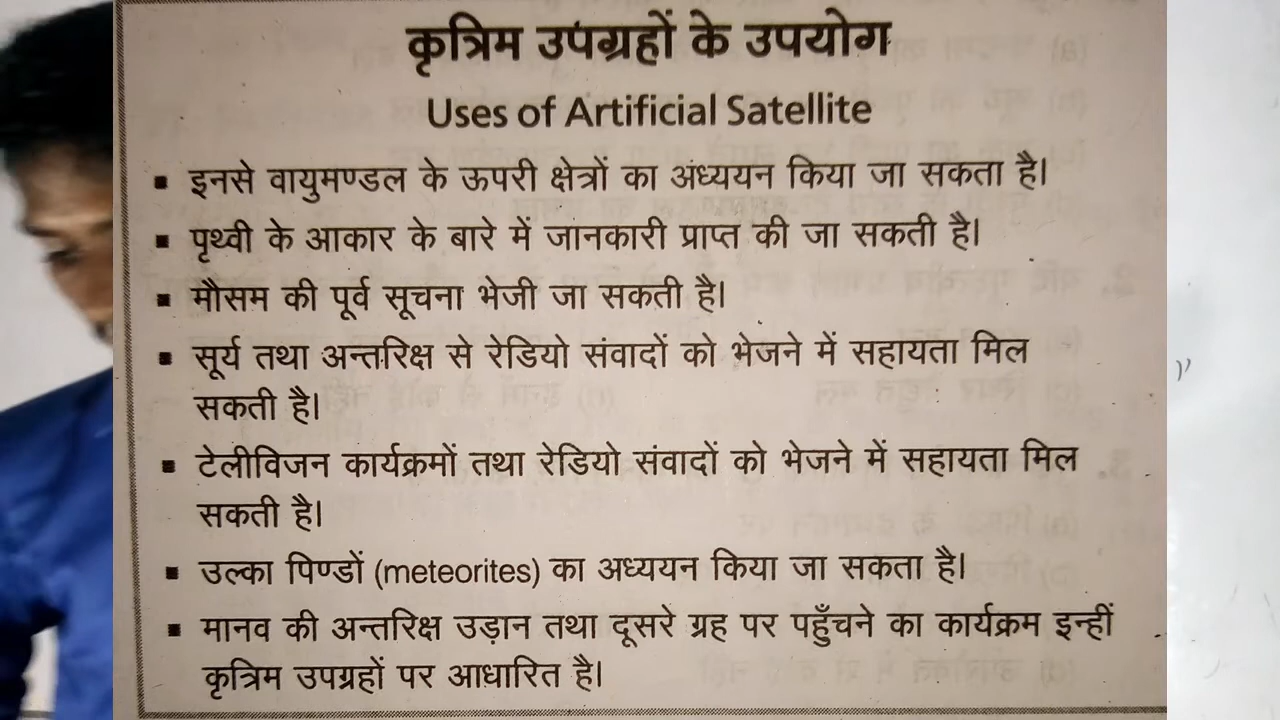 कृत्रिम उपग्रहों के उपयोग
Uses of Artificial Satellite
▪ इनसे वायुमण्डल के ऊपरी क्षेत्रों का अध्ययन किया जा सकता है।
▪ पृथ्वी के आकार के बारे में जानकारी प्राप्त की जा सकती है।
▪ मौसम की पूर्व सूचना भेजी जा सकती है।
▪ सूर्य तथा अन्तरिक्ष से रेडियो संवादों को भेजने में सहायता मिल
सकती है।
▪ टेलीविजन कार्यक्रमों तथा रेडियो संवादों को भेजने में सहायता मिल
सकती है।
▪ उल्का पिण्डों (meteorites) का अध्ययन किया जा सकता है।
▪ मानव की अन्तरिक्ष उड़ान तथा दूसरे ग्रह पर पहुँचने का कार्यक्रम इन्हीं
कृत्रिम उपग्रहों पर आधारित है।